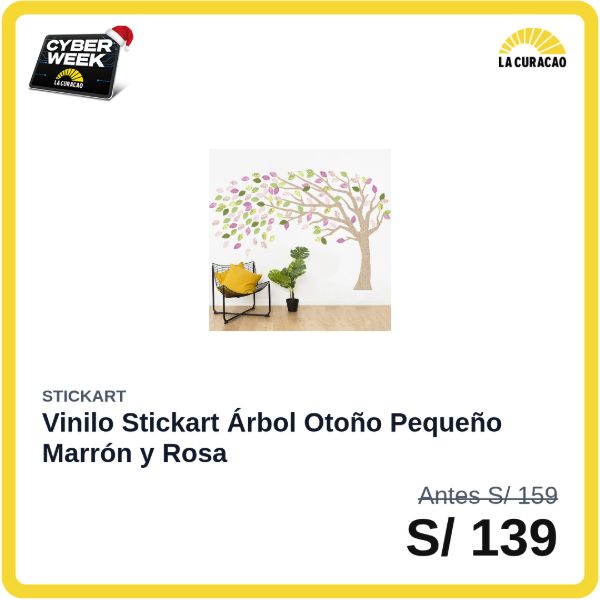 CYBER
WEEK
LA CURACAO
LA CURACAO
STICKART
Vinilo Stickart Árbol Otoño Pequeño
Marrón y Rosa
Antes S/ 159
S/ 139